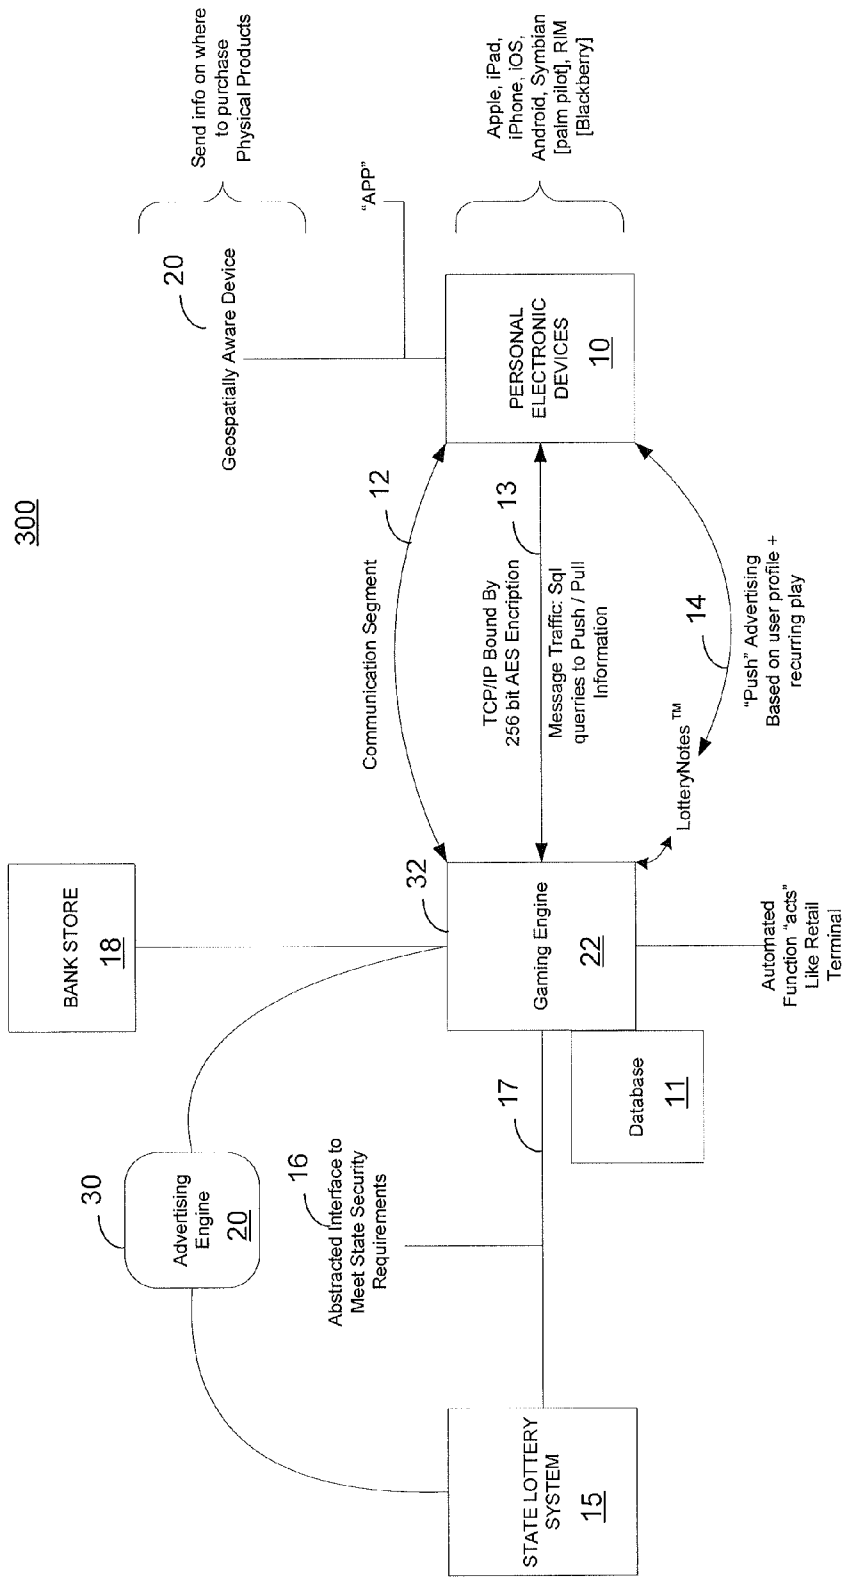 300
BANK STORE
18
30
Advertising
Engine
20
16
Abstracted Interface to
Meet State Security
Requirements
STATE LOTTERY
SYSTEM
15
17
32
Gaming Engine
22
Database
11
Automated
Function “acts”
Like Retail
Terminal
12
Communication Segment
TCP/IP Bound By
256 bit AES Encription
13
Message Traffic: Sql
querries to Push / Pull
Information
LotteryNotes™
14
“Push” Advertising
Based on user profile +
recurring play
20
Geospatially Aware Device
Send info on where
to purchase
Physical Products
“APP”
PERSONAL
ELECTRONIC
DEVICES
10
Apple, iPad,
iPhone, iOS,
Android, Symbian
[palm pilot], RIM
[Blackberry]